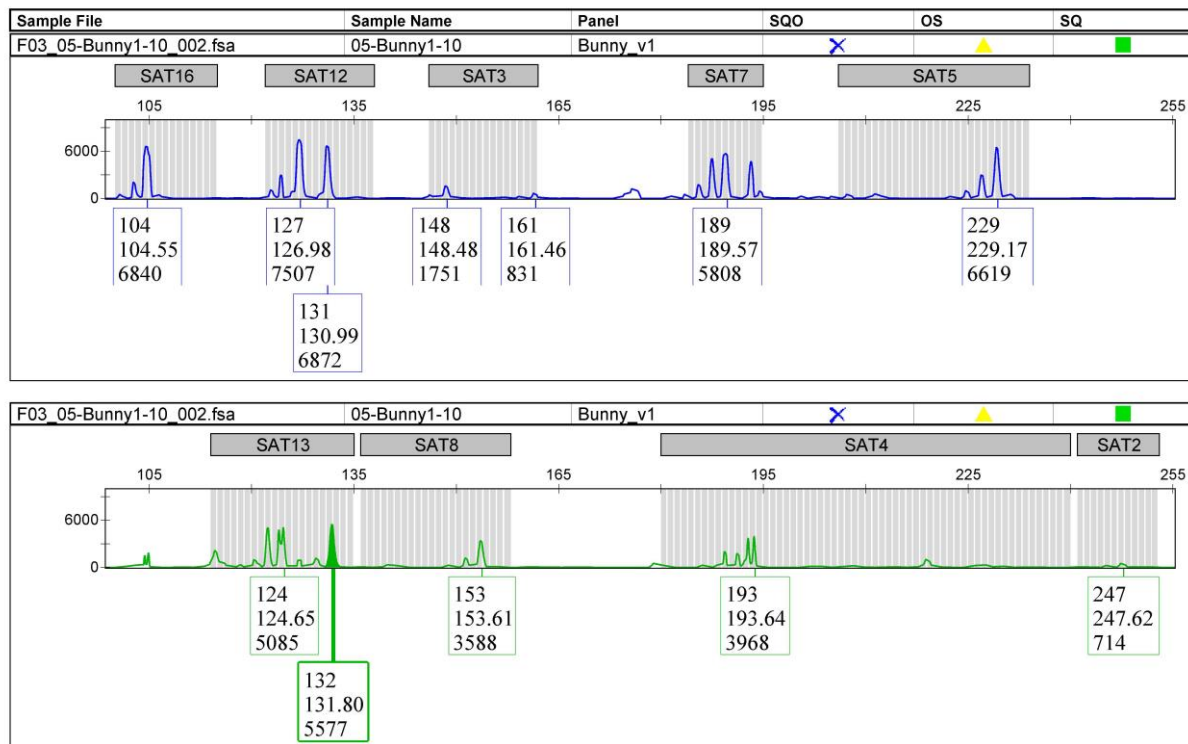 Sample File Sample Name Panel SQO OS SQ
F03_05-Bunny1-10_002.fsa 05-Bunny1-10 Bunny_v1
SAT16 SAT12 SAT3 SAT7 SAT5
105 135 165 195 225 255
6000
0
104 127 148 161 189 229
104.55 126.98 148.48 161.46 189.57 229.17
6840 7507 1751 831 5808 6619
131
130.99
6872
F03_05-Bunny1-10_002.fsa 05-Bunny1-10 Bunny_v1
SAT13 SAT8 SAT4 SAT2
105 135 165 195 225 255
6000
0
124 153 193 247
124.65 153.61 193.64 247.62
5085 3588 3968 714
132
131.80
5577